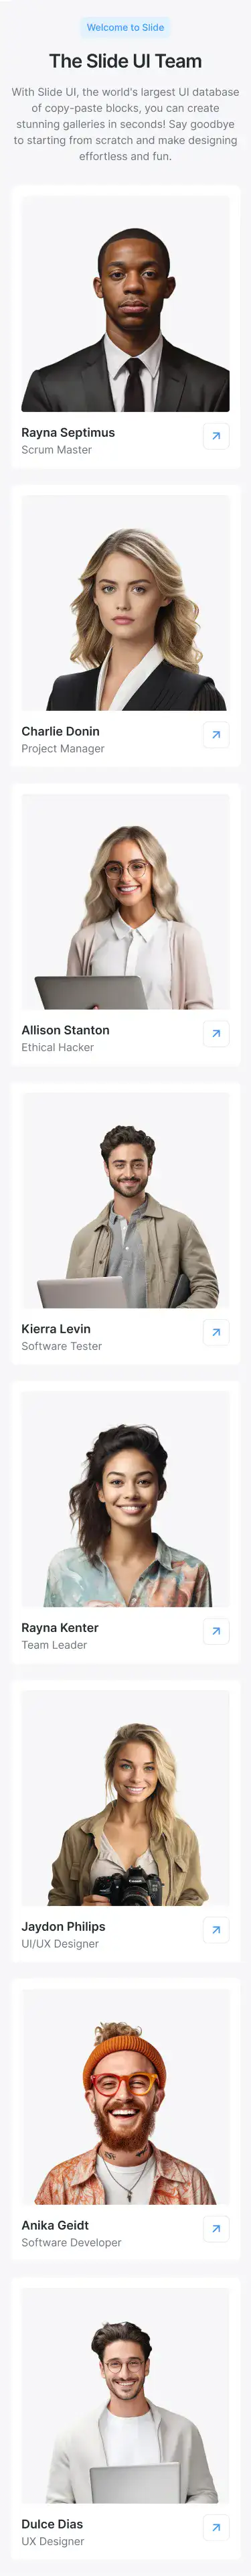 Welcome to Slide
The Slide UI Team
With Slide UI, the world's largest UI database
of copy-paste blocks, you can create
stunning galleries in seconds! Say goodbye
to starting from scratch and make designing
effortless and fun.
Rayna Septimus
Scrum Master
Charlie Donin
Project Manager
Allison Stanton
Ethical Hacker
Kierra Levin
Software Tester
Rayna Kenter
Team Leader
Jaydon Philips
UI/UX Designer
Anika Geidt
Software Developer
Dulce Dias
UX Designer